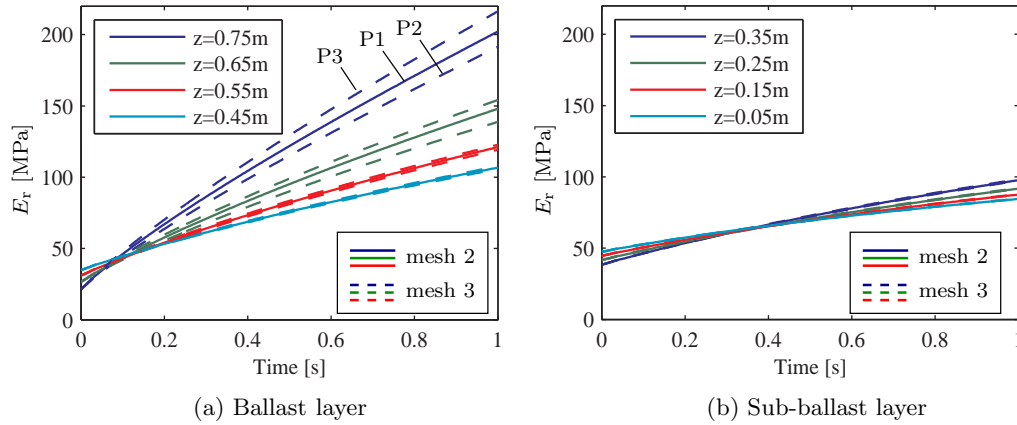 200
150
100
50
0
E_r [MPa]
z=0.75m
z=0.65m
z=0.55m
z=0.45m
P3
P1
P2
mesh 2
mesh 3
0 0.2 0.4 0.6 0.8 1
Time [s]
(a) Ballast layer
200
150
100
50
0
E_r [MPa]
z=0.35m
z=0.25m
z=0.15m
z=0.05m
mesh 2
mesh 3
0 0.2 0.4 0.6 0.8 1
Time [s]
(b) Sub-ballast layer